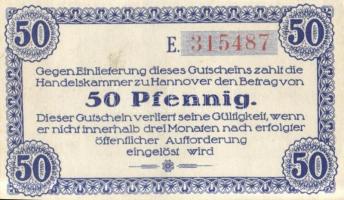 50 50
E. 315487
Gegen Einlieferung dieses Gutscheins zahlt die
Handelskammer zu Hannover den Betrag von
50 Pfennig.
Dieser Gutschein verliert seine Gültigkeit, wenn
er nicht innerhalb drei Monaten nach erfolgter
öffentlicher Aufforderung
eingelöst wird
50 50